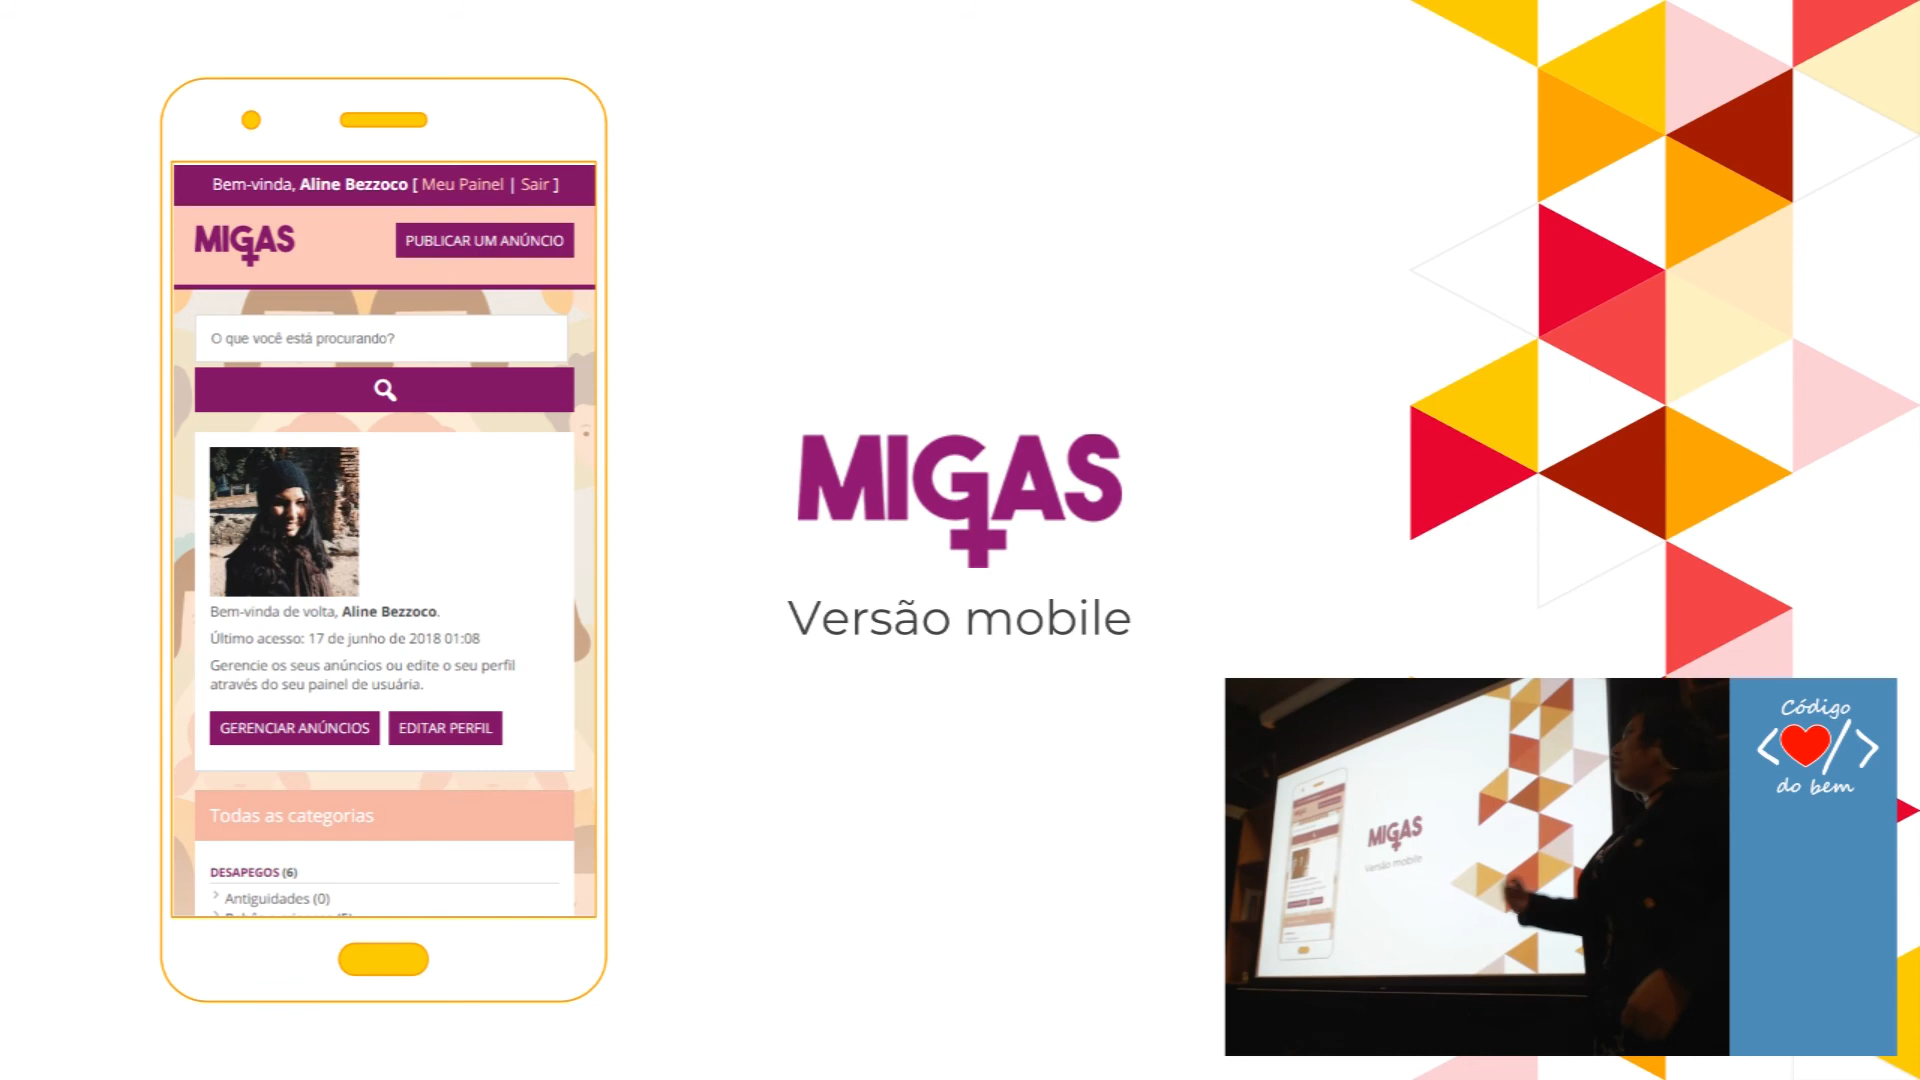 Bem-vinda, Aline Bezzoco [ Meu Painel | Sair ]
MIGAS
PUBLICAR UM ANÚNCIO
O que você está procurando?
Bem-vinda de volta, Aline Bezzoco.
Último acesso: 17 de junho de 2018 01:08
Gerencie os seus anúncios ou edite o seu perfil
através do seu painel de usuária.
GERENCIAR ANÚNCIOS
EDITAR PERFIL
Todas as categorias
DESAPEGOS (6)
Antiguidades (0)
MIGAS
Versão mobile
MIGAS
Versão mobile
Código
do bem